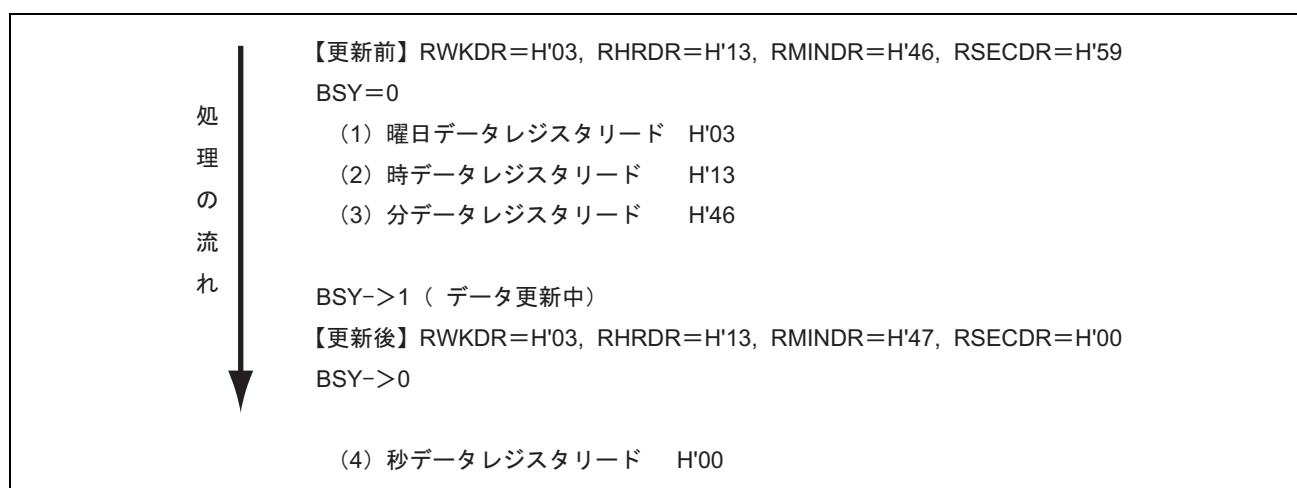 処理の流れ
【更新前】RWKDR＝H'03, RHRDR＝H'13, RMINDR＝H'46, RSECDR＝H'59
BSY＝0
（1）曜日データレジスタリード H'03
（2）時データレジスタリード H'13
（3）分データレジスタリード H'46
BSY−＞1（ データ更新中）
【更新後】RWKDR＝H'03, RHRDR＝H'13, RMINDR＝H'47, RSECDR＝H'00
BSY−＞0
（4）秒データレジスタリード H'00